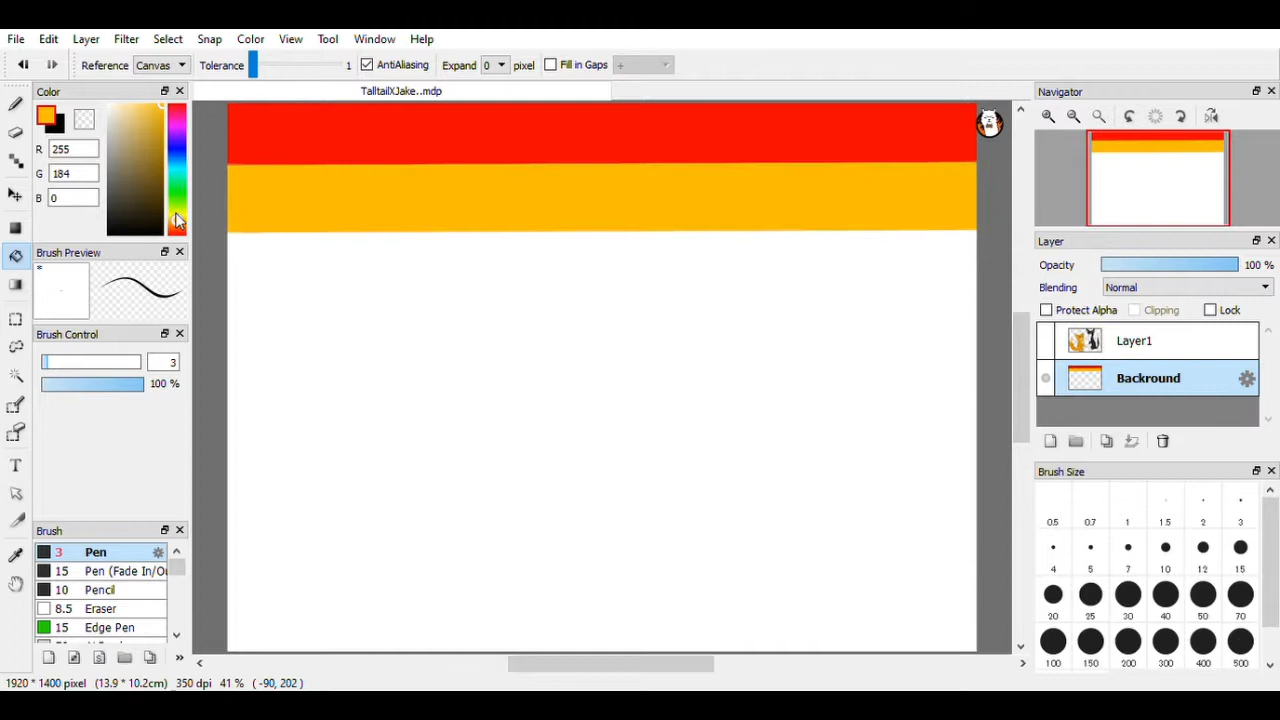 File Edit Layer Filter Select Snap Color View Tool Window Help
Reference Canvas Tolerance 1 AntiAliasing Expand 0 pixel Fill in Gaps +
Color
TalltailXJake..mdp
Navigator
R 255
G 184
B 0
Brush Preview
*
Brush Control
3
100 %
Layer
Opacity 100 %
Blending Normal
Protect Alpha Clipping Lock
Layer1
Backround
Brush
3 Pen
15 Pen (Fade In/Ou
10 Pencil
8.5 Eraser
15 Edge Pen
Brush Size
0.5 0.7 1 1.5 2 3
4 5 7 10 12 15
20 25 30 40 50 70
100 150 200 300 400 500
1920 * 1400 pixel (13.9 * 10.2cm) 350 dpi 41 % ( -90, 202 )